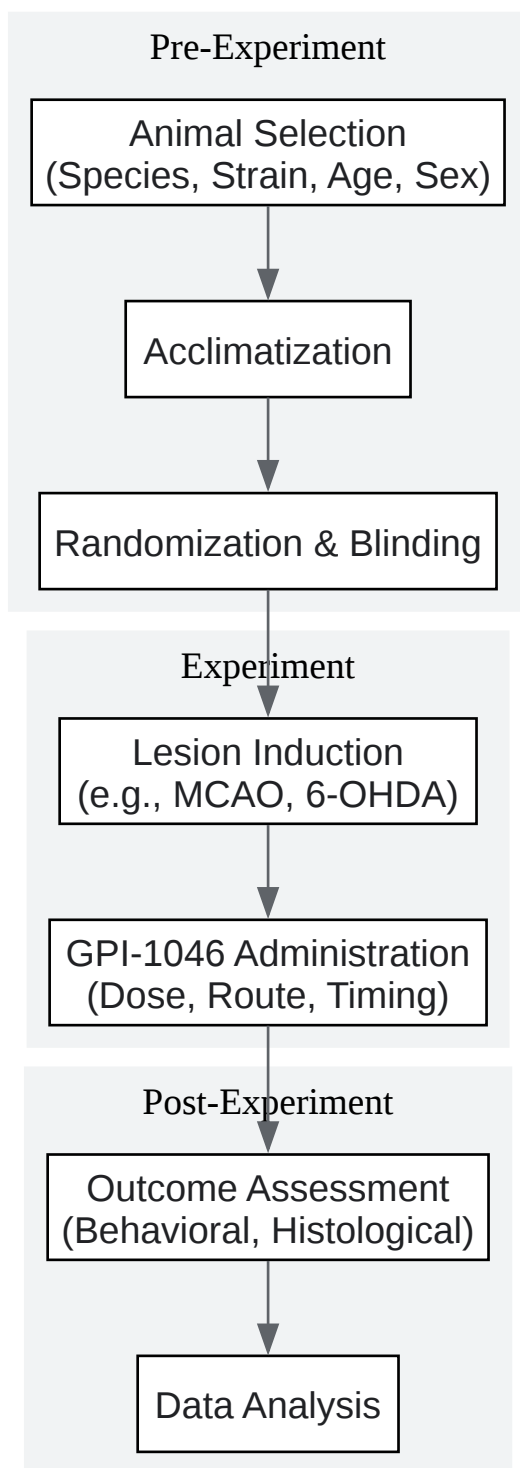 Pre-Experiment
Animal Selection
(Species, Strain, Age, Sex)
Acclimatization
Randomization & Blinding
Experiment
Lesion Induction
(e.g., MCAO, 6-OHDA)
GPI-1046 Administration
(Dose, Route, Timing)
Post-Experiment
Outcome Assessment
(Behavioral, Histological)
Data Analysis